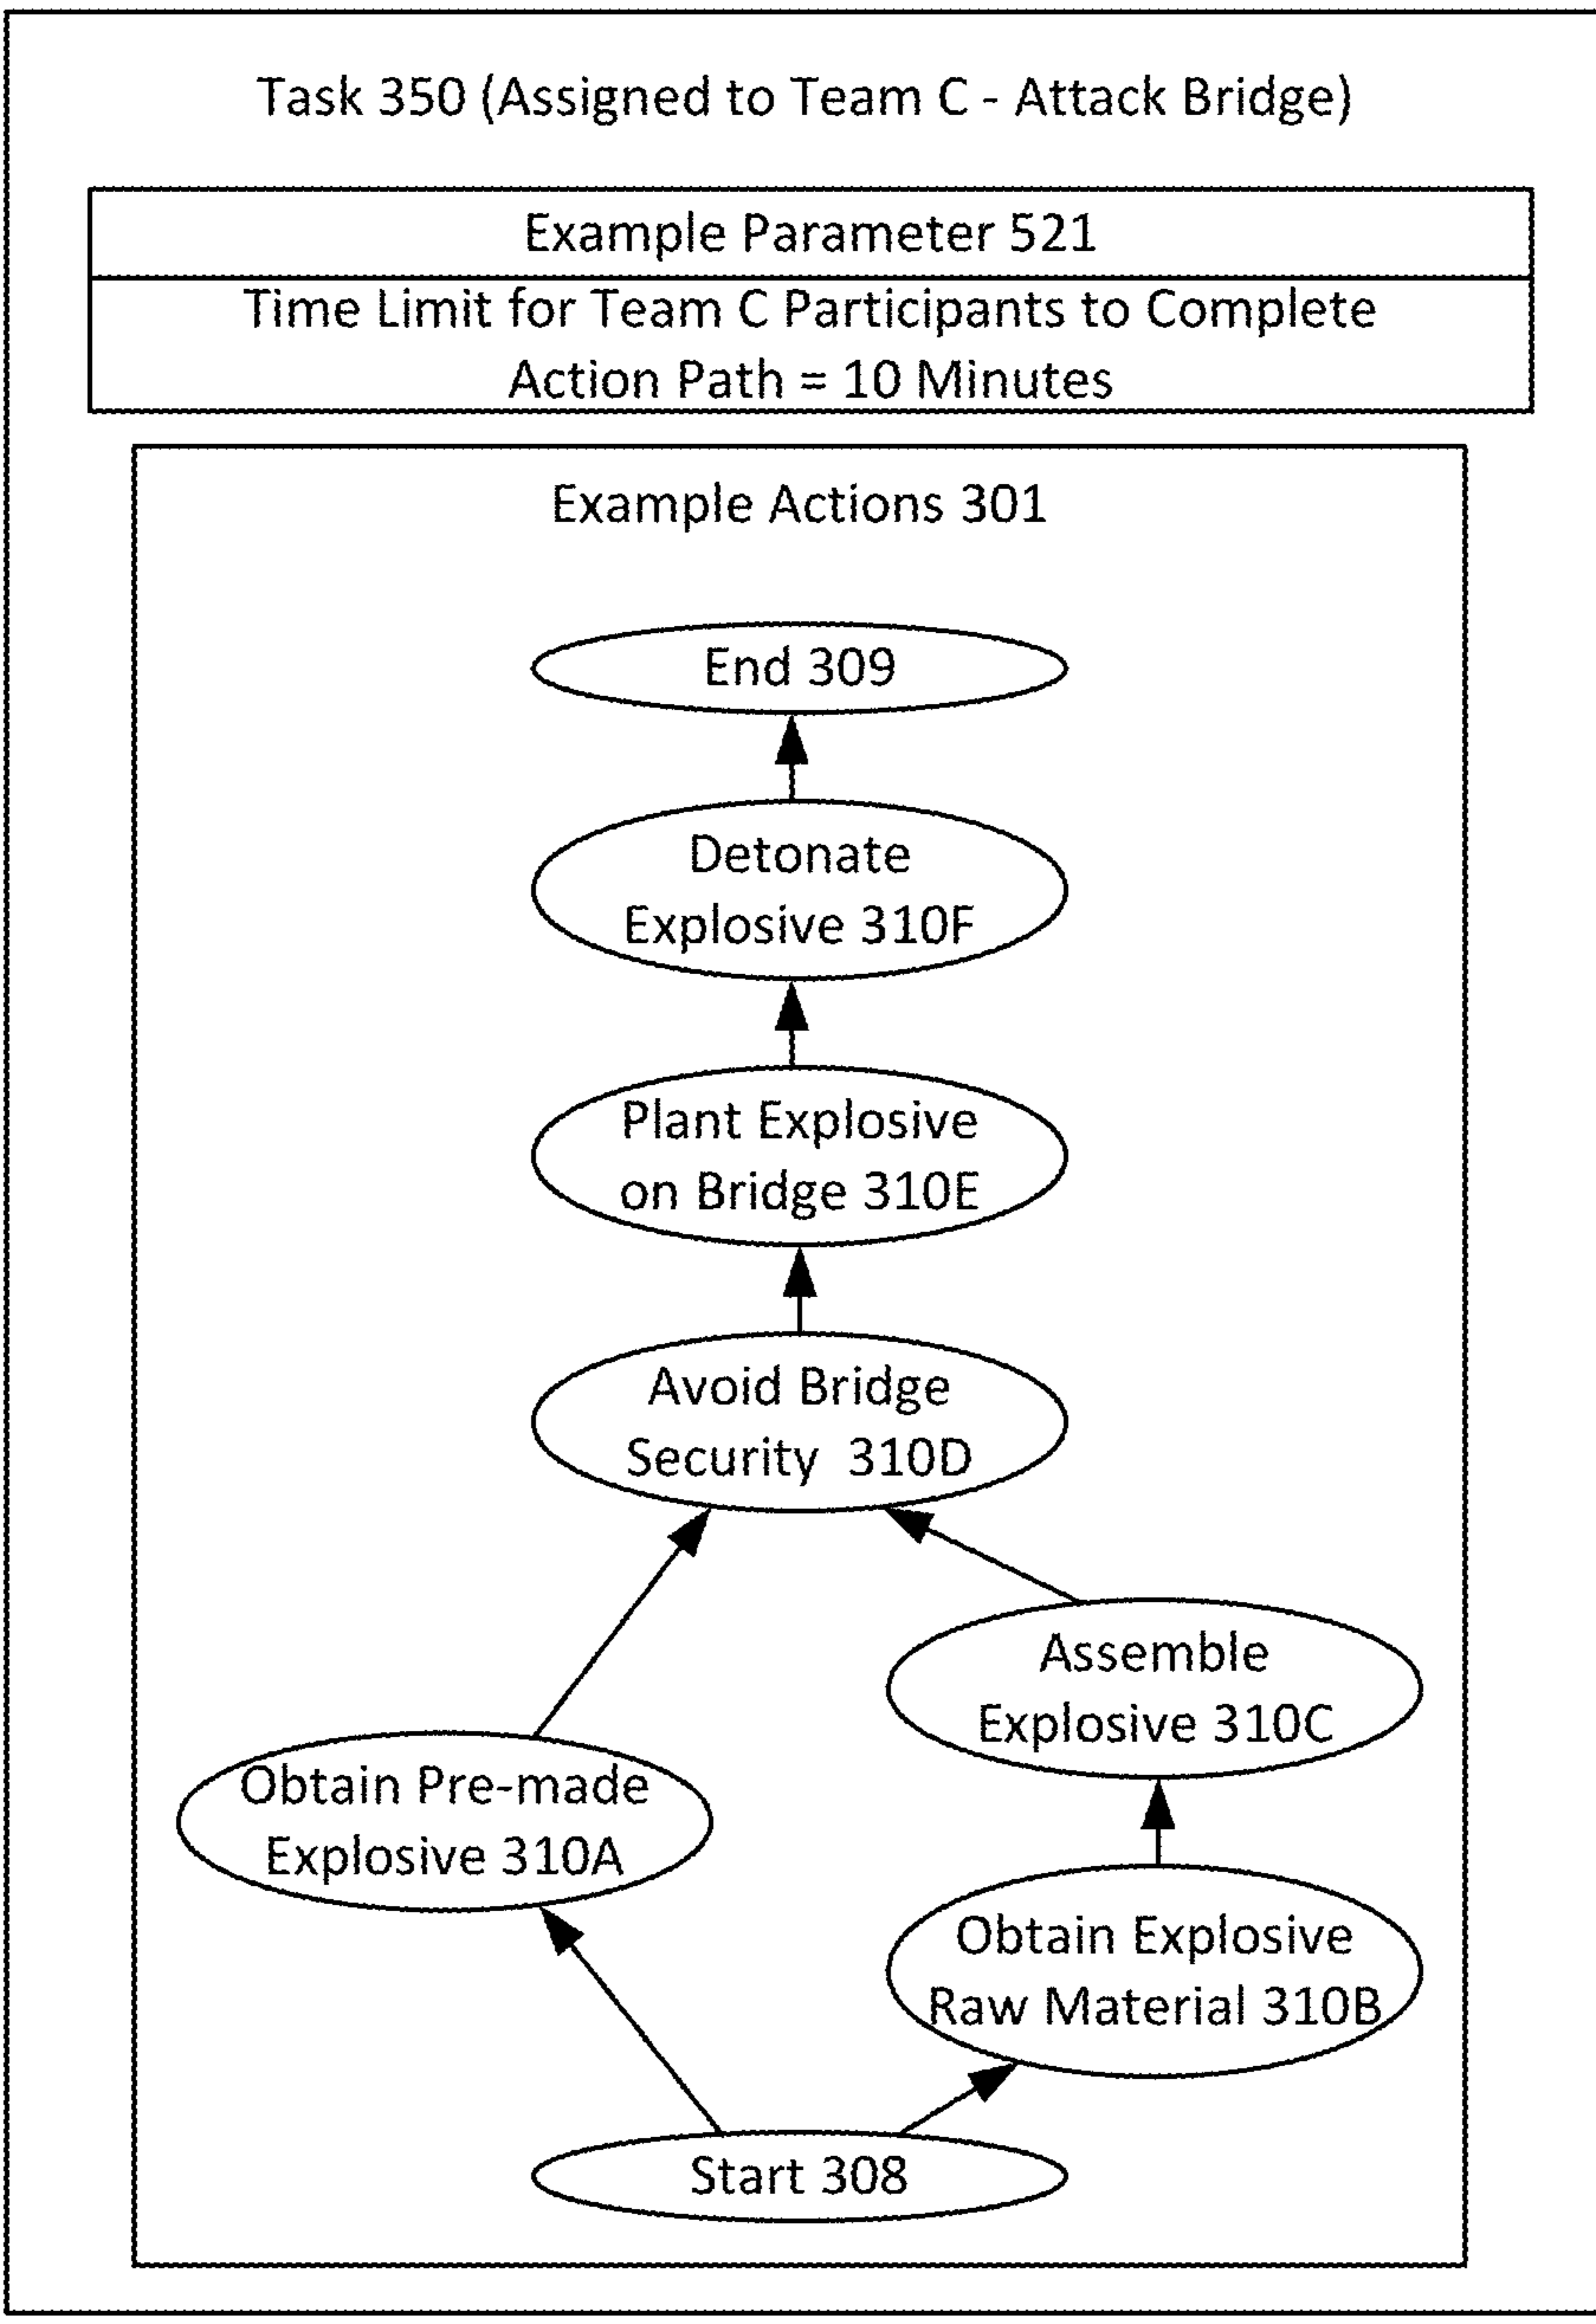 Task 350 (Assigned to Team C - Attack Bridge)
Example Parameter 521
Time Limit for Team C Participants to Complete
Action Path = 10 Minutes
Example Actions 301
End 309
Detonate
Explosive 310F
Plant Explosive
on Bridge 310E
Avoid Bridge
Security 310D
Assemble
Explosive 310C
Obtain Pre-made
Explosive 310A
Obtain Explosive
Raw Material 310B
Start 308